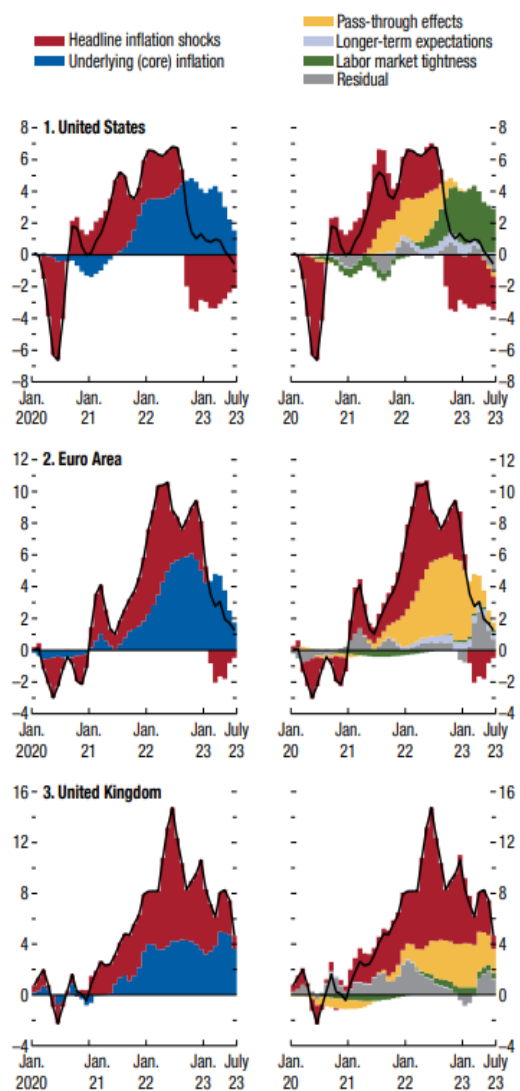 Headline inflation shocks
Underlying (core) inflation
Pass-through effects
Longer-term expectations
Labor market tightness
Residual
1. United States
8
6
4
2
0
−2
−4
−6
−8
Jan. Jan. Jan. Jan. July
2020 21 22 23 23
8
6
4
2
0
−2
−4
−6
−8
Jan. Jan. Jan. Jan. July
20 21 22 23 23
2. Euro Area
12
10
8
6
4
2
0
−2
−4
Jan. Jan. Jan. Jan. July
2020 21 22 23 23
12
10
8
6
4
2
0
−2
−4
Jan. Jan. Jan. Jan. July
20 21 22 23 23
3. United Kingdom
16
12
8
4
0
−4
Jan. Jan. Jan. Jan. July
2020 21 22 23 23
16
12
8
4
0
−4
Jan. Jan. Jan. Jan. July
20 21 22 23 23